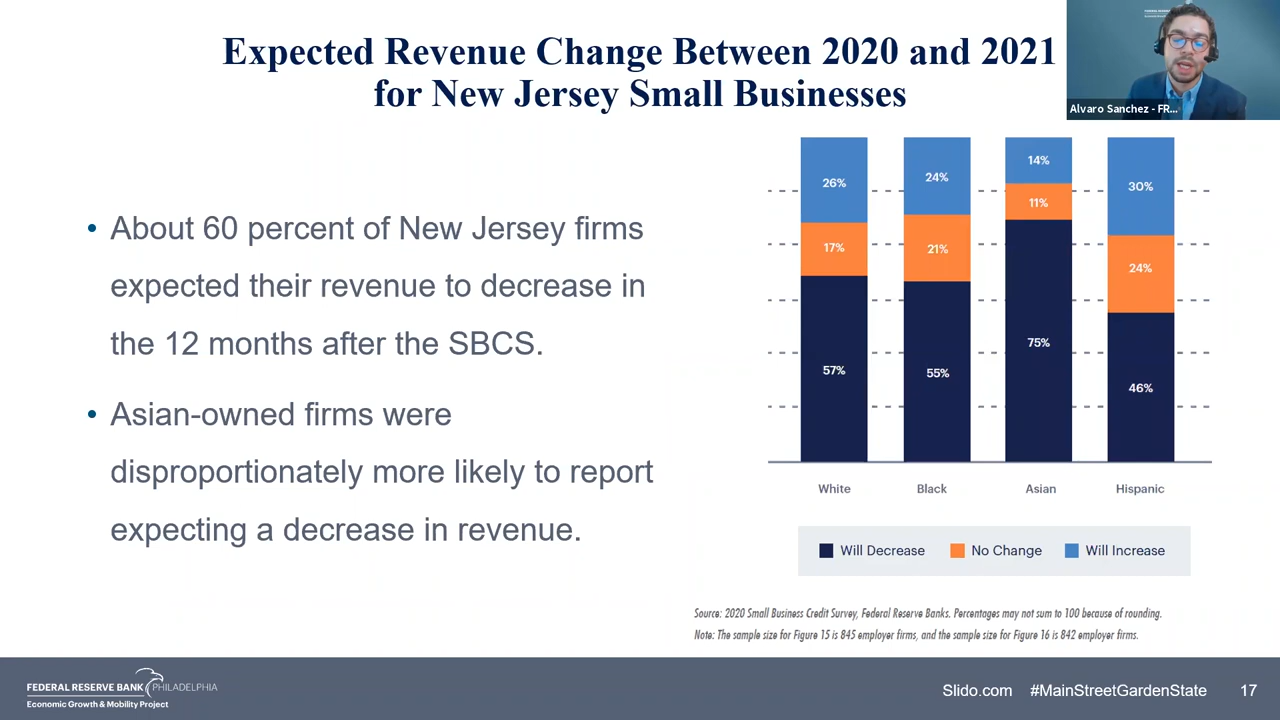 Expected Revenue Change Between 2020 and 2021
for New Jersey Small Businesses
Alvaro Sanchez - FR...
• About 60 percent of New Jersey firms
expected their revenue to decrease in
the 12 months after the SBCS.
• Asian-owned firms were
disproportionately more likely to report
expecting a decrease in revenue.
26%
24%
14%
30%
17%
21%
11%
24%
57%
55%
75%
46%
White
Black
Asian
Hispanic
Will Decrease
No Change
Will Increase
Source: 2020 Small Business Credit Survey, Federal Reserve Banks. Percentages may not sum to 100 because of rounding.
Note: The sample size for Figure 15 is 845 employer firms, and the sample size for Figure 16 is 842 employer firms.
FEDERAL RESERVE BANK PHILADELPHIA
Economic Growth & Mobility Project
Slido.com #MainStreetGardenState 17